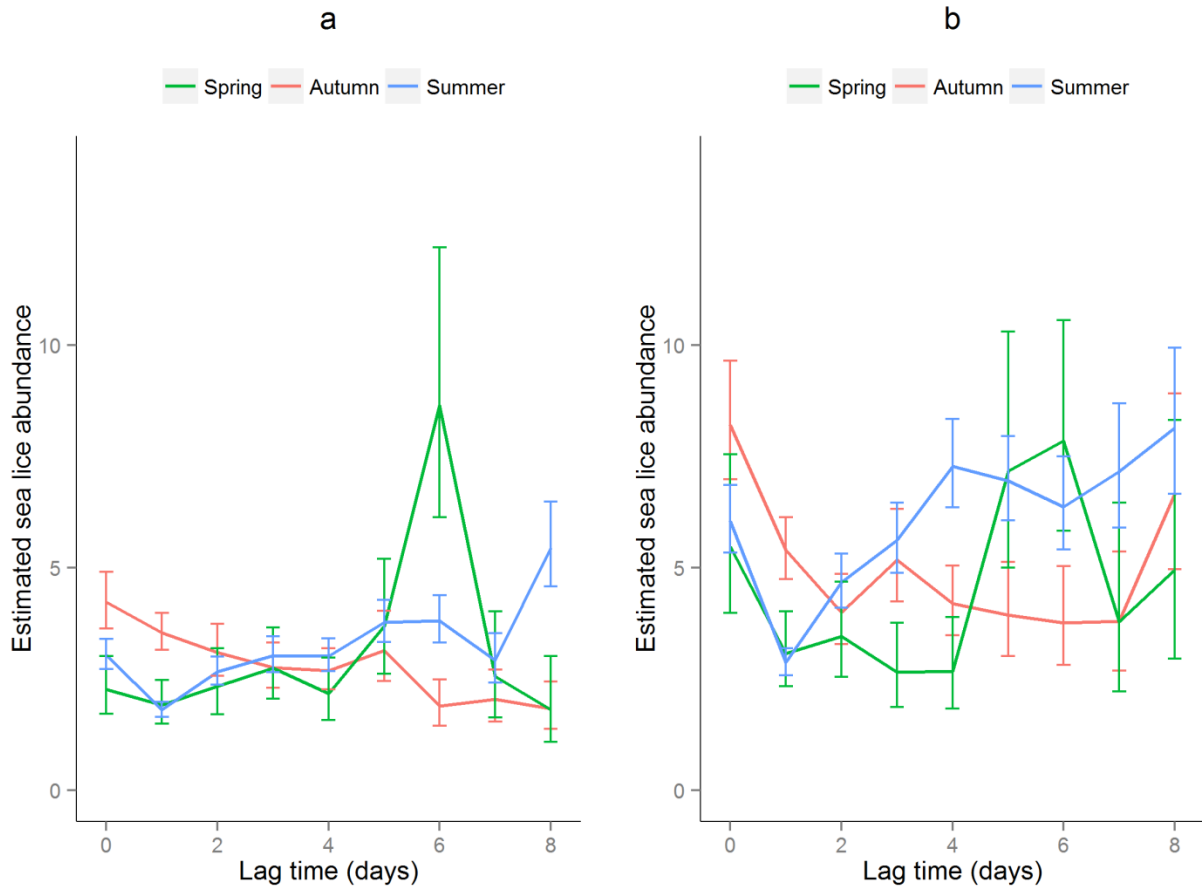 a
Spring Autumn Summer
Estimated sea lice abundance
10
5
0
0 2 4 6 8
Lag time (days)
b
Spring Autumn Summer
Estimated sea lice abundance
10
5
0
0 2 4 6 8
Lag time (days)